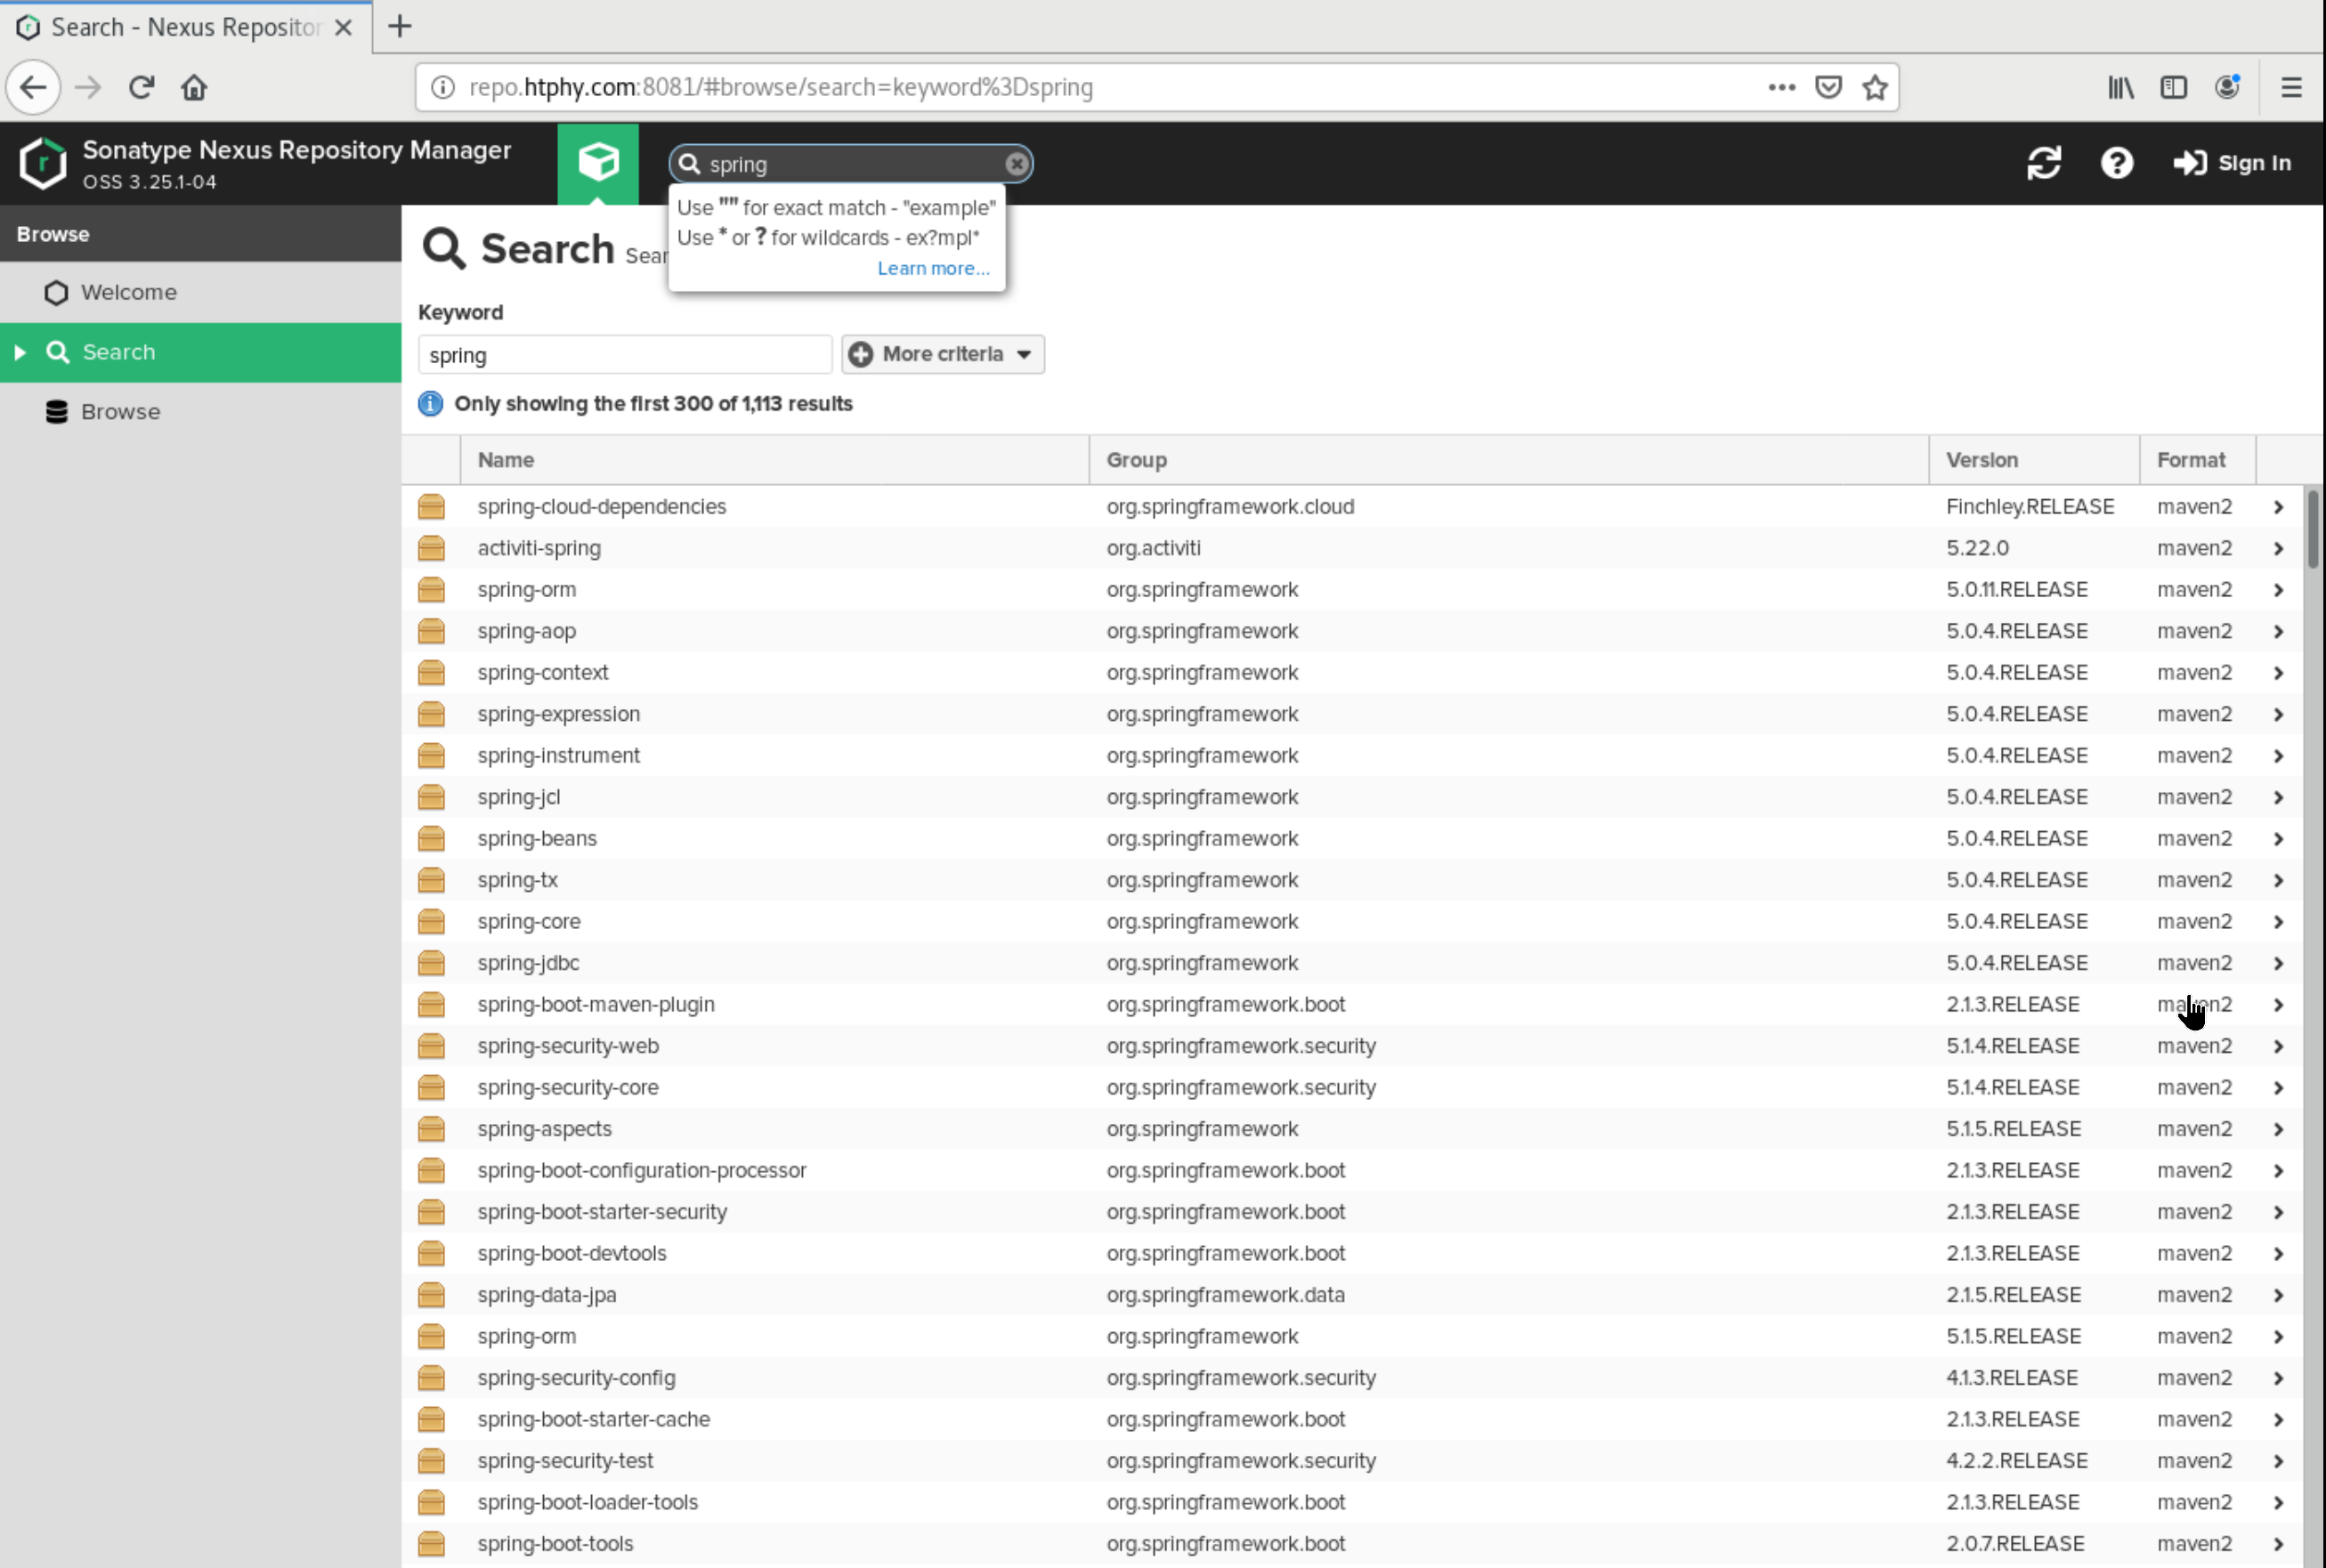 Search - Nexus Repositor
repo.htphy.com:8081/#browse/search=keyword%3Dspring
Sonatype Nexus Repository Manager
OSS 3.25.1-04
spring
Sign in
Use "" for exact match - "example"
Use * or ? for wildcards - ex?mpl*
Learn more...
Browse
Welcome
Search
Browse
Search Sear
Keyword
spring More criteria
Only showing the first 300 of 1,113 results
Name Group Version Format
spring-cloud-dependencies org.springframework.cloud Finchley.RELEASE maven2
activiti-spring org.activiti 5.22.0 maven2
spring-orm org.springframework 5.0.11.RELEASE maven2
spring-aop org.springframework 5.0.4.RELEASE maven2
spring-context org.springframework 5.0.4.RELEASE maven2
spring-expression org.springframework 5.0.4.RELEASE maven2
spring-instrument org.springframework 5.0.4.RELEASE maven2
spring-jcl org.springframework 5.0.4.RELEASE maven2
spring-beans org.springframework 5.0.4.RELEASE maven2
spring-tx org.springframework 5.0.4.RELEASE maven2
spring-core org.springframework 5.0.4.RELEASE maven2
spring-jdbc org.springframework 5.0.4.RELEASE maven2
spring-boot-maven-plugin org.springframework.boot 2.1.3.RELEASE maven2
spring-security-web org.springframework.security 5.1.4.RELEASE maven2
spring-security-core org.springframework.security 5.1.4.RELEASE maven2
spring-aspects org.springframework 5.1.5.RELEASE maven2
spring-boot-configuration-processor org.springframework.boot 2.1.3.RELEASE maven2
spring-boot-starter-security org.springframework.boot 2.1.3.RELEASE maven2
spring-boot-devtools org.springframework.boot 2.1.3.RELEASE maven2
spring-data-jpa org.springframework.data 2.1.5.RELEASE maven2
spring-orm org.springframework 5.1.5.RELEASE maven2
spring-security-config org.springframework.security 4.1.3.RELEASE maven2
spring-boot-starter-cache org.springframework.boot 2.1.3.RELEASE maven2
spring-security-test org.springframework.security 4.2.2.RELEASE maven2
spring-boot-loader-tools org.springframework.boot 2.1.3.RELEASE maven2
spring-boot-tools org.springframework.boot 2.0.7.RELEASE maven2